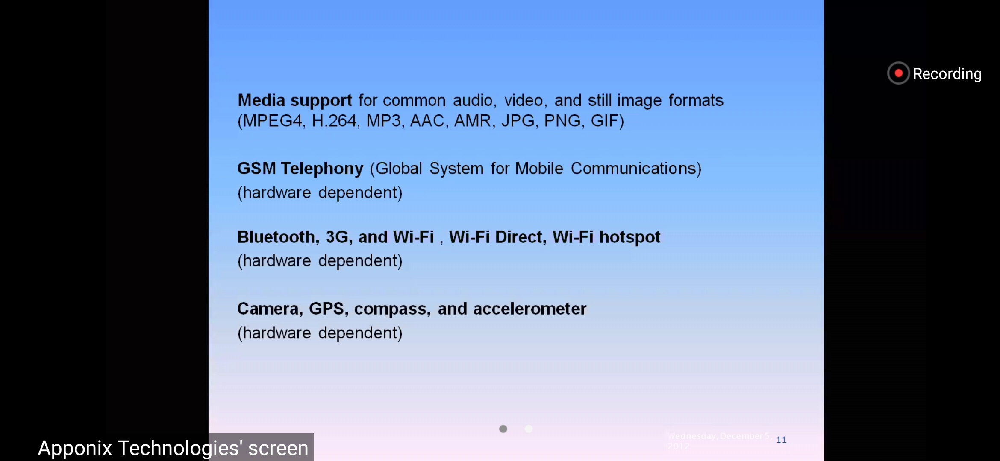 Media support for common audio, video, and still image formats
(MPEG4, H.264, MP3, AAC, AMR, JPG, PNG, GIF)
GSM Telephony (Global System for Mobile Communications)
(hardware dependent)
Bluetooth, 3G, and Wi-Fi , Wi-Fi Direct, Wi-Fi hotspot
(hardware dependent)
Camera, GPS, compass, and accelerometer
(hardware dependent)
Recording
Wednesday, December 5,
2012
11
Apponix Technologies' screen